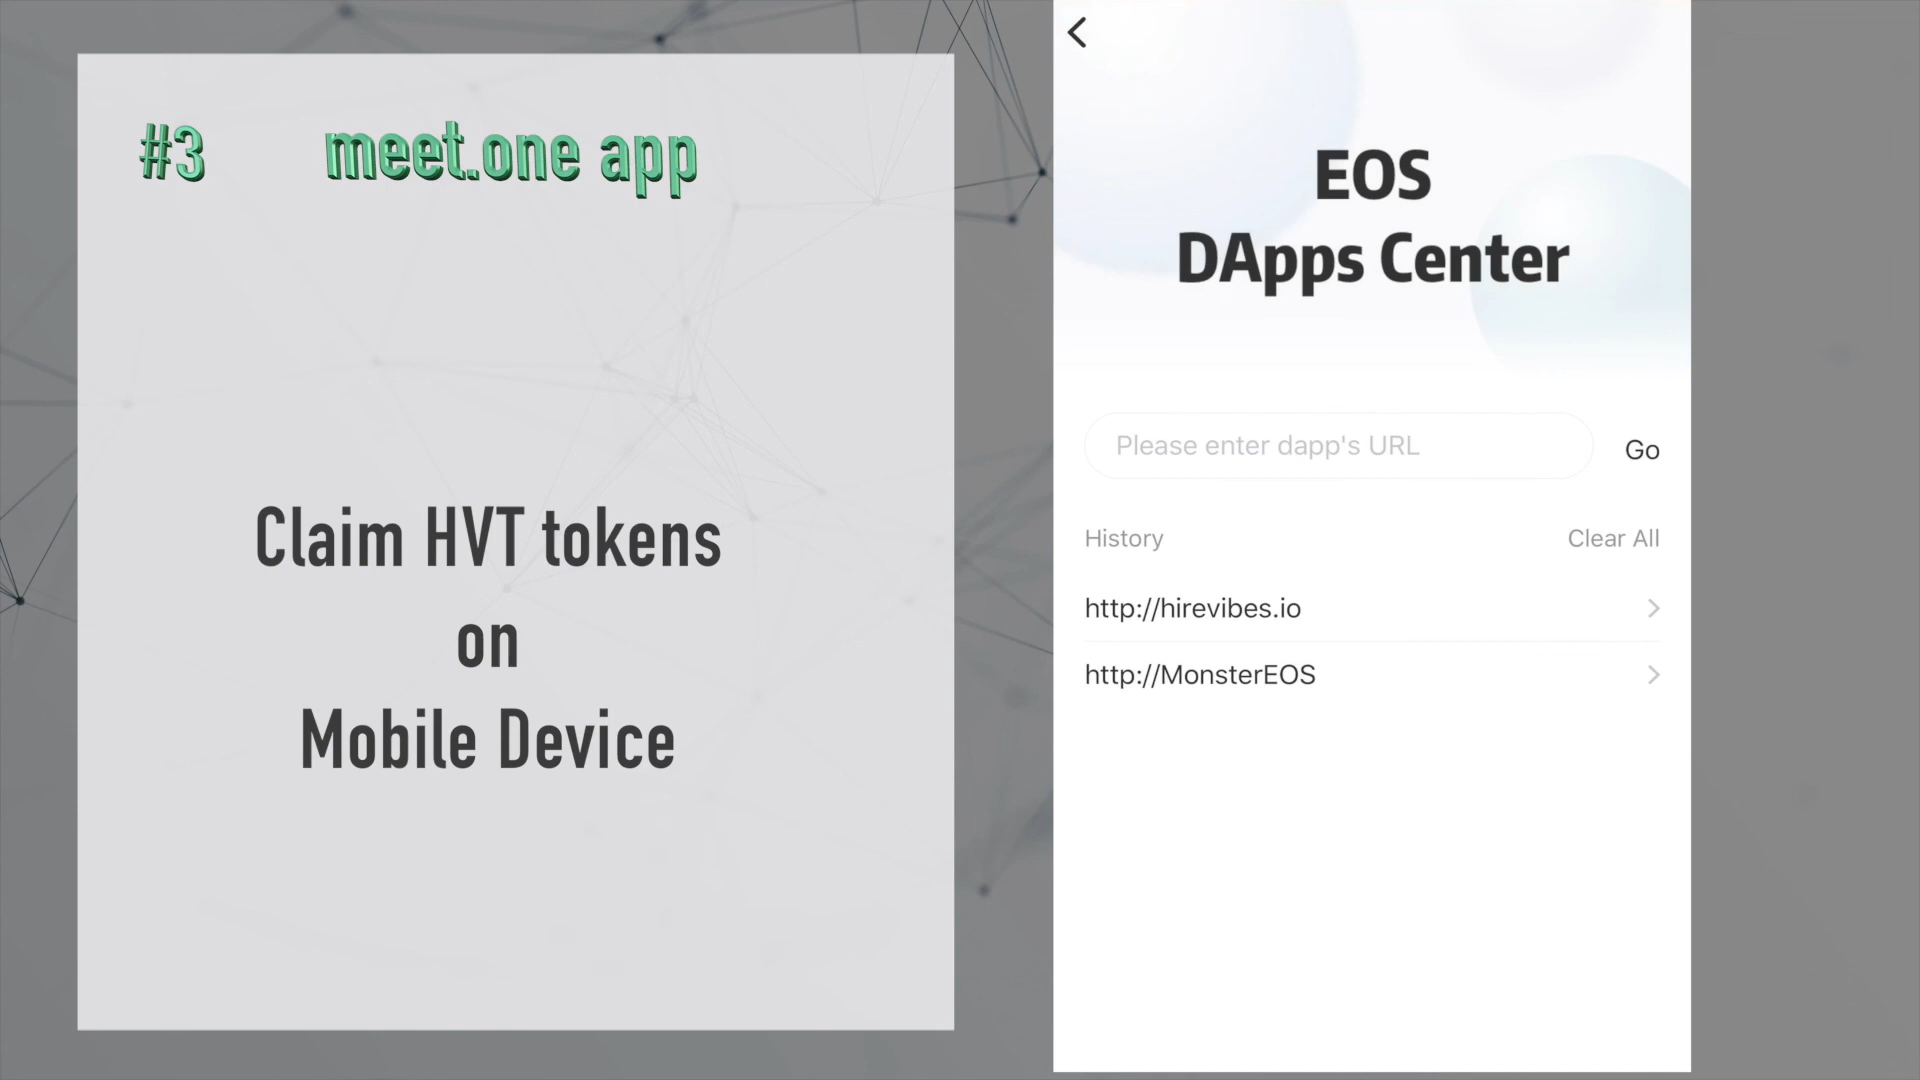 #3 meet.one app
Claim HVT tokens
on
Mobile Device
EOS
DApps Center
Please enter dapp's URL
Go
History
Clear All
http://hirevibes.io
http://MonsterEOS